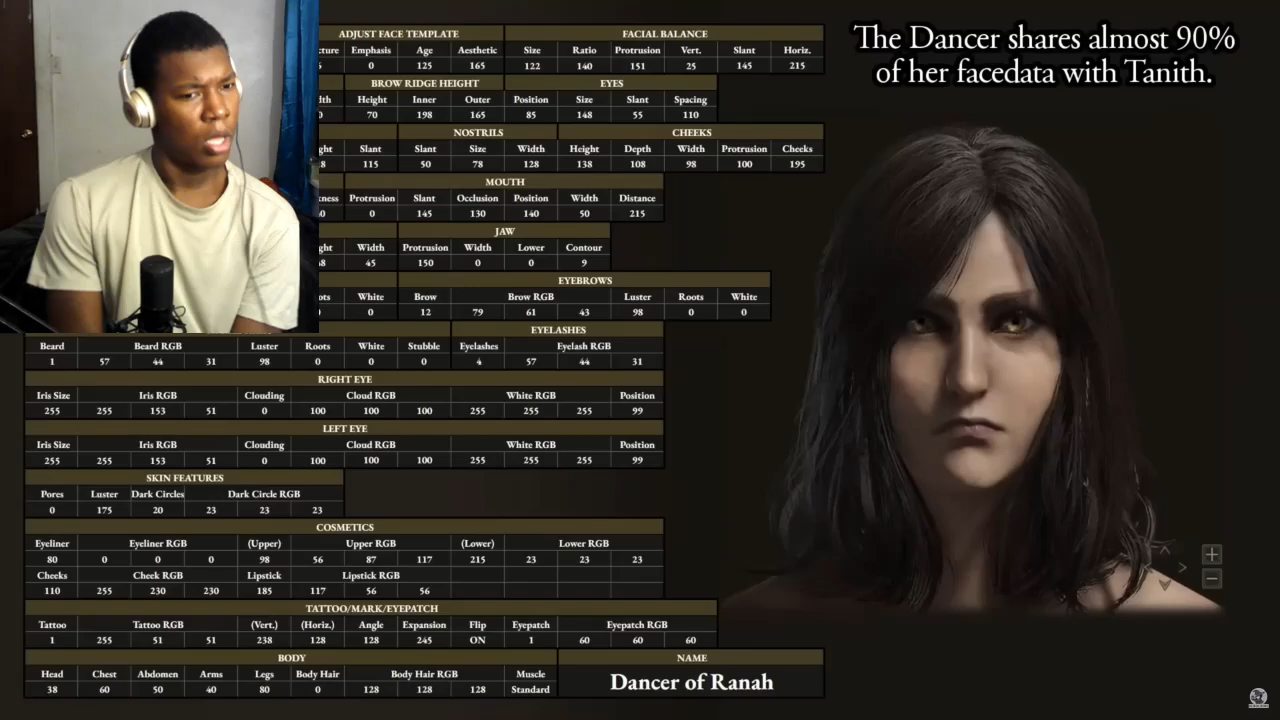 The Dancer shares almost 90%
of her facedata with Tanith.
ADJUST FACE TEMPLATE FACIAL BALANCE
Emphasis Age Aesthetic Size Ratio Protrusion Vert. Slant Horiz.
0 125 165 122 140 151 25 145 215
BROW RIDGE HEIGHT EYES
Height Inner Outer Position Size Slant Spacing
70 198 165 85 148 55 110
NOSTRILS CHEEKS
Slant Slant Size Width Height Depth Width Protrusion Cheeks
115 50 78 128 138 108 98 100 195
MOUTH
Protrusion Slant Occlusion Position Width Distance
0 145 130 140 50 215
JAW
Width Protrusion Width Lower Contour
45 150 0 0 9
EYEBROWS
White Brow Brow RGB Luster Roots White
0 12 79 61 43 98 0 0
EYELASHES
Beard Beard RGB Luster Roots White Stubble Eyelashes Eyelash RGB
1 57 44 31 98 0 0 0 4 57 44 31
RIGHT EYE
Iris Size Iris RGB Clouding Cloud RGB White RGB Position
255 255 153 51 0 100 100 100 255 255 255 99
LEFT EYE
Iris Size Iris RGB Clouding Cloud RGB White RGB Position
255 255 153 51 0 100 100 100 255 255 255 99
SKIN FEATURES
Pores Luster Dark Circles Dark Circle RGB
0 175 20 23 23 23
COSMETICS
Eyeliner Eyeliner RGB (Upper) Upper RGB (Lower) Lower RGB
80 0 0 0 98 56 87 117 215 23 23 23
Cheeks Cheek RGB Lipstick Lipstick RGB
110 255 230 230 185 117 56 56
TATTOO/MARK/EYEPATCH
Tattoo Tattoo RGB (Vert.) (Horiz.) Angle Expansion Flip Eyepatch Eyepatch RGB
1 255 51 51 238 128 128 245 ON 1 60 60 60
BODY NAME
Head Chest Abdomen Arms Legs Body Hair Body Hair RGB Muscle
38 60 50 40 80 0 128 128 128 Standard
Dancer of Ranah